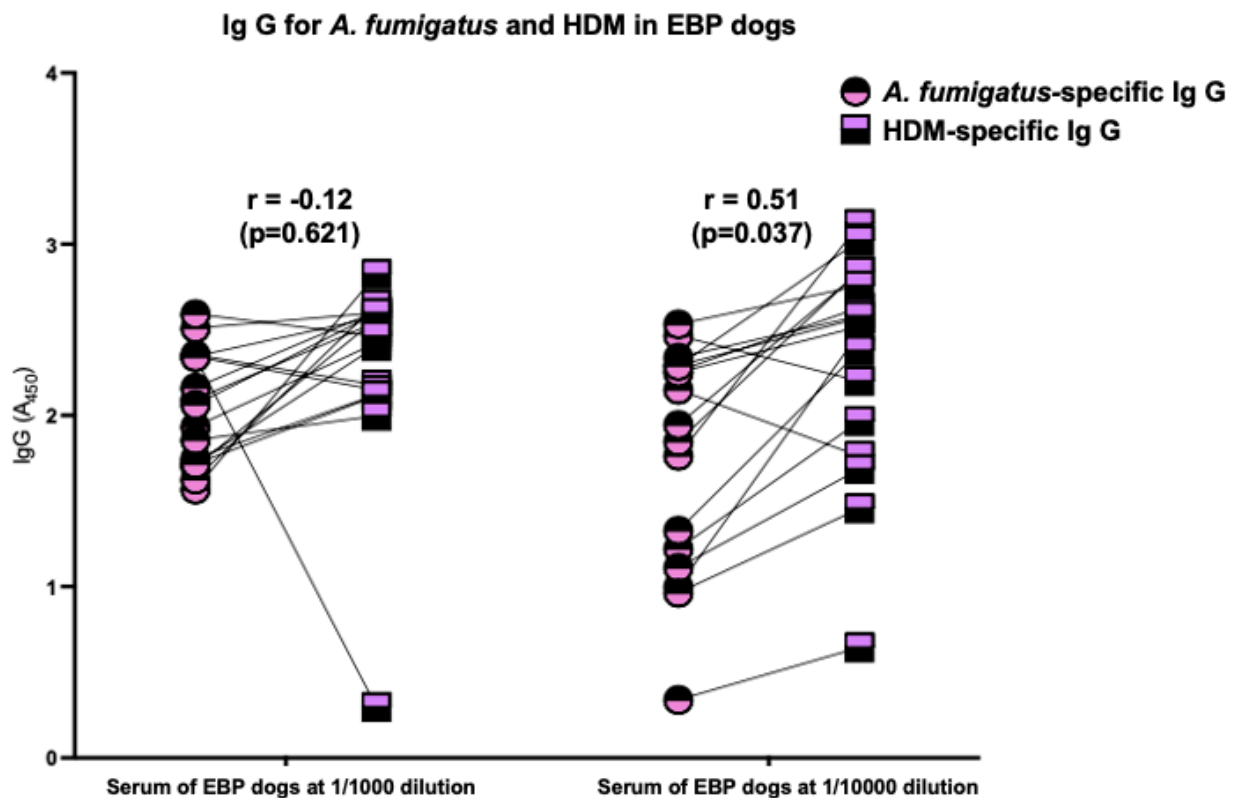 Ig G for A. fumigatus and HDM in EBP dogs
A. fumigatus-specific Ig G
HDM-specific Ig G
r = -0.12
(p=0.621)
r = 0.51
(p=0.037)
IgG (A450)
4
3
2
1
0
Serum of EBP dogs at 1/1000 dilution
Serum of EBP dogs at 1/10000 dilution